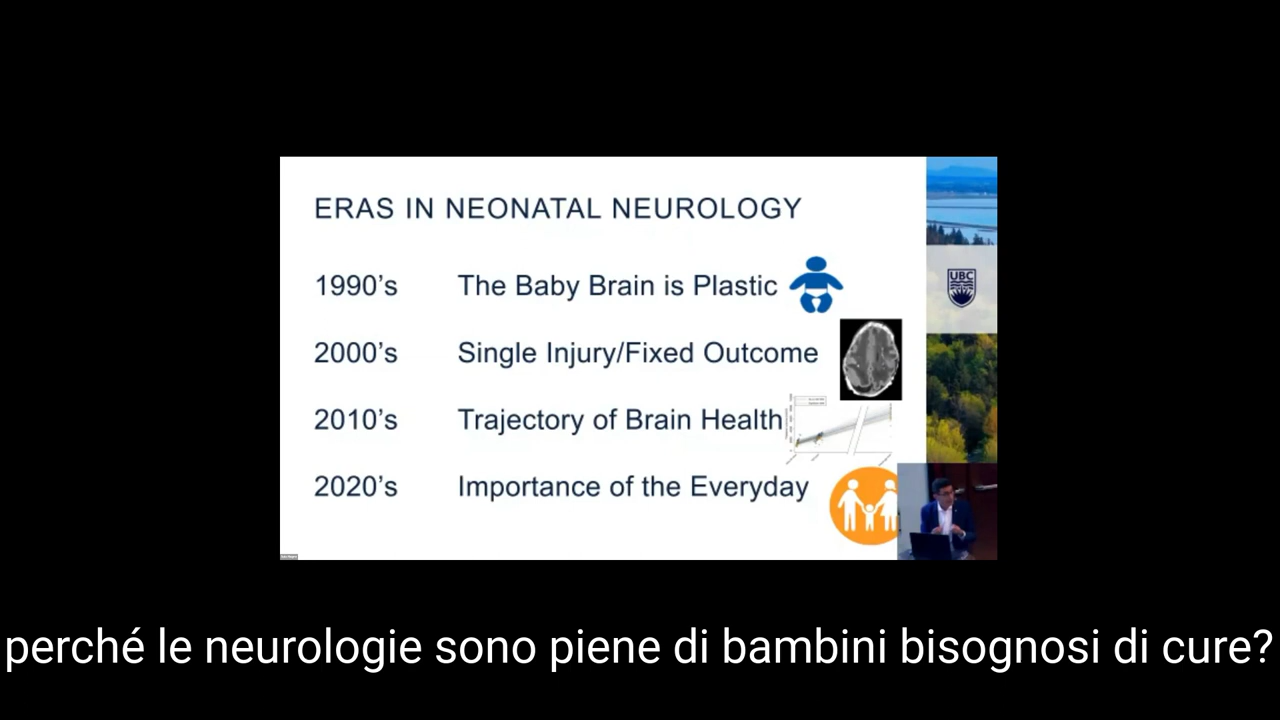 ERAS IN NEONATAL NEUROLOGY
1990's The Baby Brain is Plastic
2000's Single Injury/Fixed Outcome
2010's Trajectory of Brain Health
2020's Importance of the Everyday
UBC
perché le neurologie sono piene di bambini bisognosi di cure?